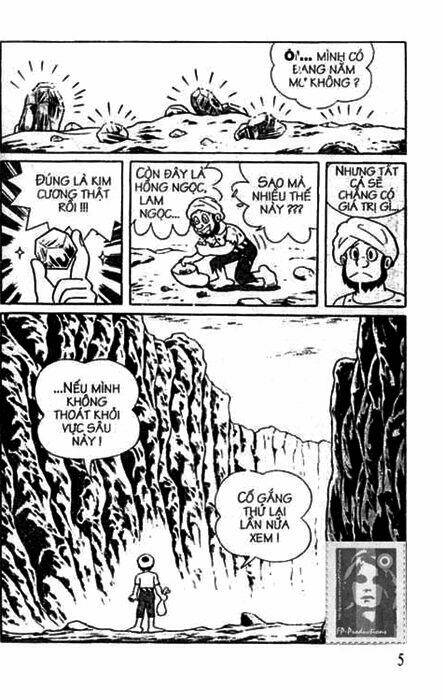 ÔI... MÌNH CÓ
ĐANG NẰM
MƠ KHÔNG ?
ĐÚNG LÀ KIM
CƯƠNG THẬT
RỒI !!!
CÒN ĐÂY LÀ
HỒNG NGỌC,
LAM
NGỌC...
SAO MÀ
NHIỀU THẾ
NÀY ???
NHƯNG TẤT
CẢ SẼ
CHẲNG CÓ
GIÁ TRỊ GÌ...
...NẾU MÌNH
KHÔNG
THOÁT KHỎI
VỰC SÂU
NÀY !
CỐ GẮNG
THỬ LẠI
LẦN NỮA
XEM !
FP-Productions
5